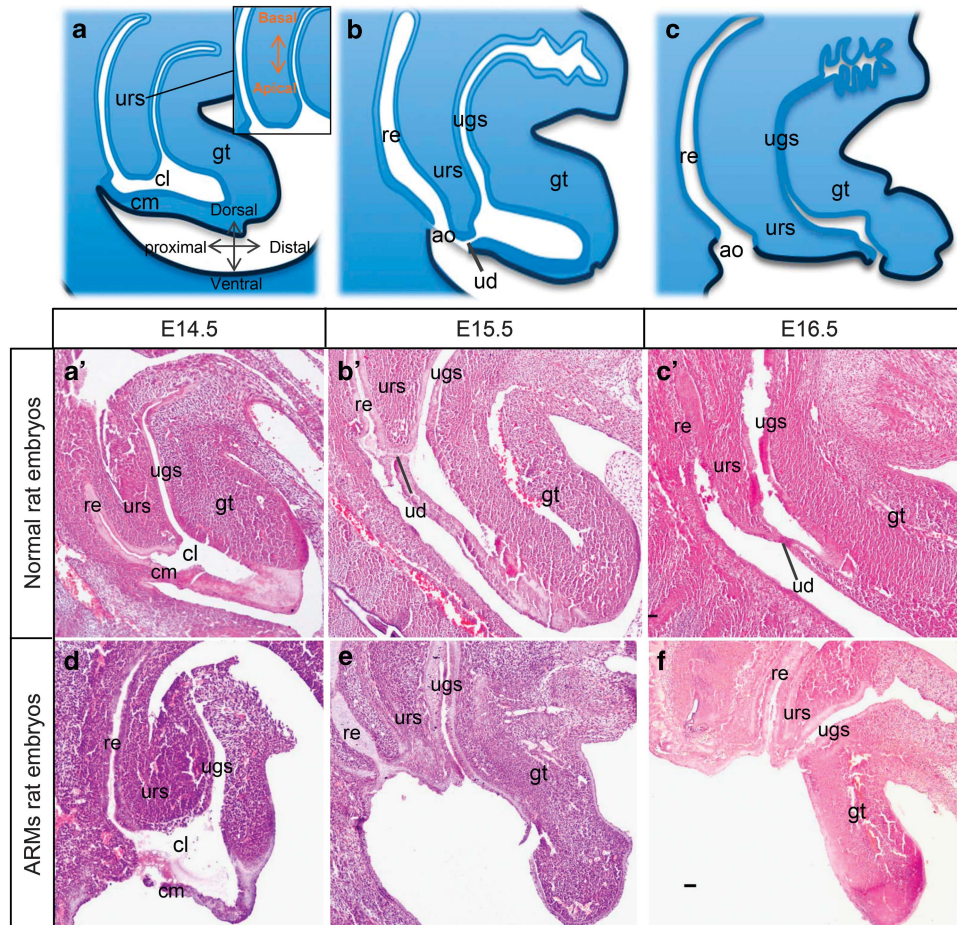 a
Basal
Apical
urs
gt
cl
cm
Dorsal
proximal
Distal
Ventral
b
re
ugs
urs
gt
ao
ud
c
re
ugs
gt
urs
ao
E14.5
E15.5
E16.5
Normal rat embryos
a'
ugs
re
urs
gt
cl
cm
b'
ugs
urs
re
gt
ud
c'
re
ugs
urs
gt
ud
ARMs rat embryos
d
re
ugs
urs
cl
cm
e
ugs
urs
re
gt
f
re
urs
ugs
gt